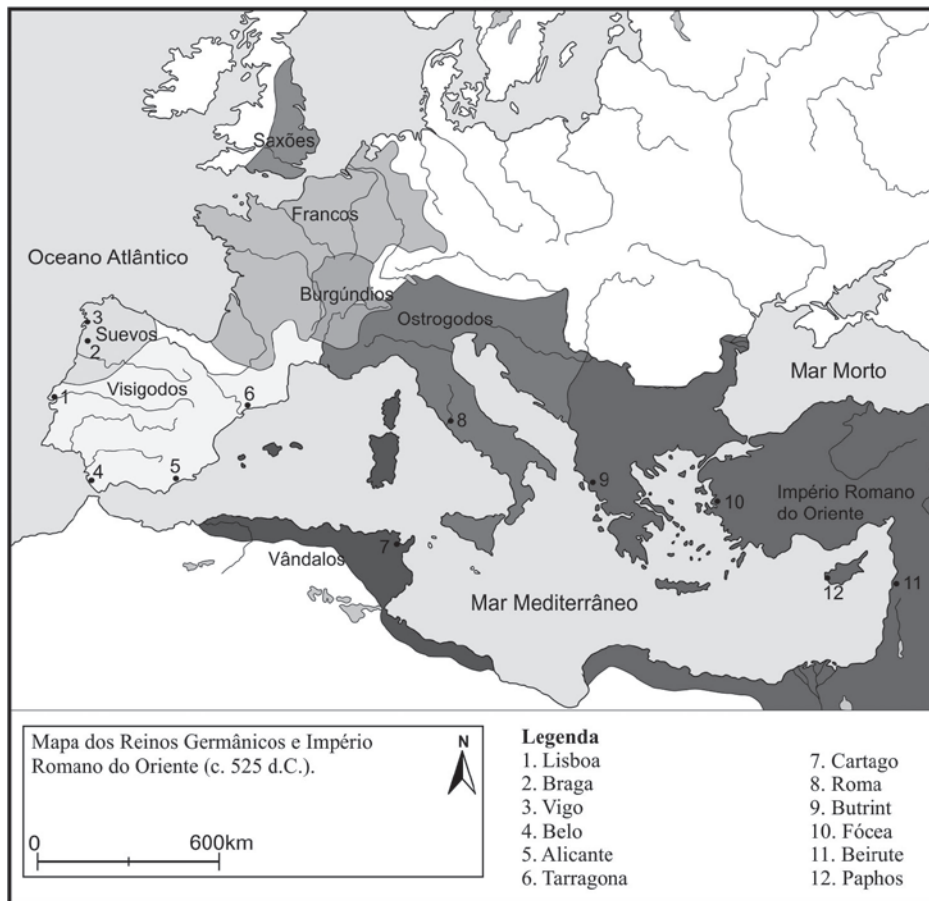 Saxões
Francos
Oceano Atlântico
Burgúndios
Ostrogodos
3
Suevos
2
Mar Morto
Visigodos
1
6
8
4
5
9
10
Império Romano
do Oriente
7
Vândalos
12
11
Mar Mediterrâneo
Mapa dos Reinos Germânicos e Império
Romano do Oriente (c. 525 d.C.).
N
0
600km
Legenda
1. Lisboa
2. Braga
3. Vigo
4. Belo
5. Alicante
6. Tarragona
7. Cartago
8. Roma
9. Butrint
10. Fócea
11. Beirute
12. Paphos